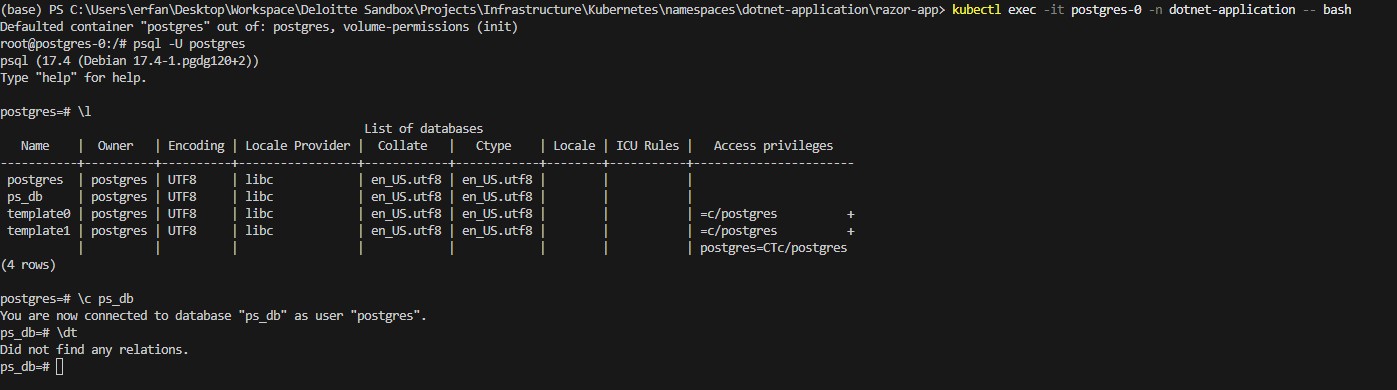 (base) PS C:\Users\erfan\Desktop\Workspace\Deloitte Sandbox\Projects\Infrastructure\Kubernetes\namespaces\dotnet-application\razor-app> kubectl exec -it postgres-0 -n dotnet-application -- bash
Defaulted container "postgres" out of: postgres, volume-permissions (init)
root@postgres-0:/# psql -U postgres
psql (17.4 (Debian 17.4-1.pgdg120+2))
Type "help" for help.

postgres=# \l
                                                   List of databases
   Name    |  Owner   | Encoding | Locale Provider |  Collate   |   Ctype    | Locale | ICU Rules |   Access privileges
-----------+----------+----------+-----------------+------------+------------+--------+-----------+-----------------------
 postgres  | postgres | UTF8     | libc            | en_US.utf8 | en_US.utf8 |        |           |
 ps_db     | postgres | UTF8     | libc            | en_US.utf8 | en_US.utf8 |        |           |
 template0 | postgres | UTF8     | libc            | en_US.utf8 | en_US.utf8 |        |           | =c/postgres          +
 template1 | postgres | UTF8     | libc            | en_US.utf8 | en_US.utf8 |        |           | =c/postgres          +
           |          |          |                 |            |            |        |           | postgres=CTc/postgres
(4 rows)

postgres=# \c ps_db
You are now connected to database "ps_db" as user "postgres".
ps_db=# \dt
Did not find any relations.
ps_db=#